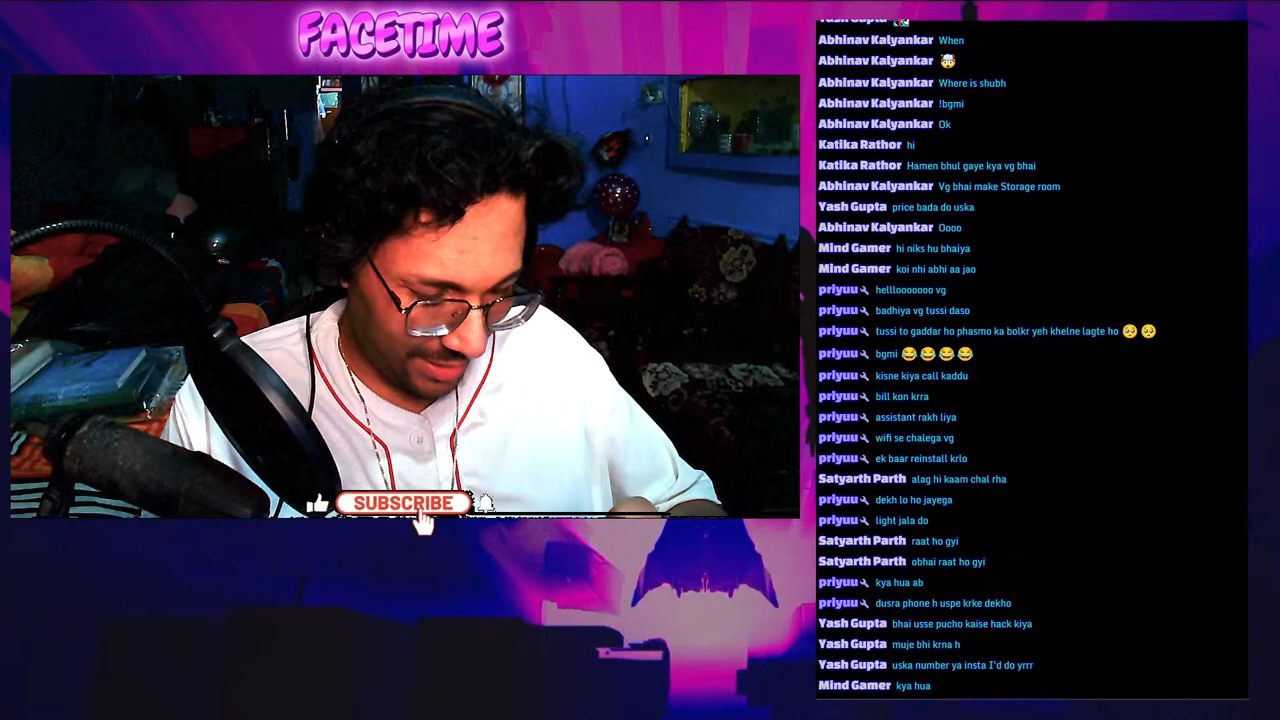 FACETIME
Yash Gupta
Abhinav Kalyankar When
Abhinav Kalyankar 🤯
Abhinav Kalyankar Where is shubh
Abhinav Kalyankar !bgmi
Abhinav Kalyankar Ok
Katika Rathor hi
Katika Rathor Hamen bhul gaye kya vg bhai
Abhinav Kalyankar Vg bhai make Storage room
Yash Gupta price bada do uska
Abhinav Kalyankar Oooo
Mind Gamer hi niks hu bhaiya
Mind Gamer koi nhi abhi aa jao
priyuu helllooooooo vg
priyuu badhiya vg tussi daso
priyuu tussi to gaddar ho phasmo ka bolkr yeh khelne lagte ho 🥺 🥺
priyuu bgmi 😂 😂 😂 😂
priyuu kisne kiya call kaddu
priyuu bill kon krra
priyuu assistant rakh liya
priyuu wifi se chalega vg
priyuu ek baar reinstall krlo
Satyarth Parth alag hi kaam chal rha
priyuu dekh lo ho jayega
priyuu light jala do
Satyarth Parth raat ho gyi
Satyarth Parth obhai raat ho gyi
priyuu kya hua ab
priyuu dusra phone h uspe krke dekho
Yash Gupta bhai usse pucho kaise hack kiya
Yash Gupta muje bhi krna h
Yash Gupta uska number ya insta I'd do yrrr
Mind Gamer kya hua
SUBSCRIBE